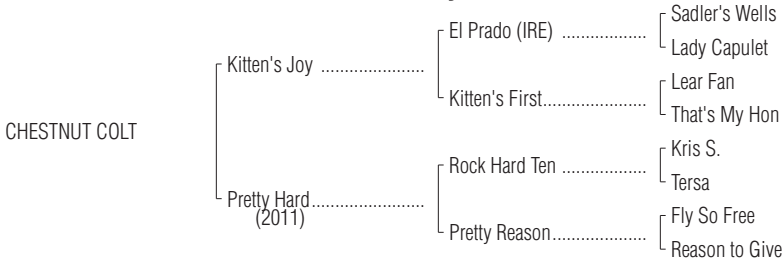 Sadler's Wells
El Prado (IRE) ...................
Lady Capulet
Kitten's Joy .......................
Lear Fan
Kitten's First.......................
That's My Hon
CHESTNUT COLT
Kris S.
Rock Hard Ten ...................
Tersa
Pretty Hard.........................
(2011)
Fly So Free
Pretty Reason.....................
Reason to Give